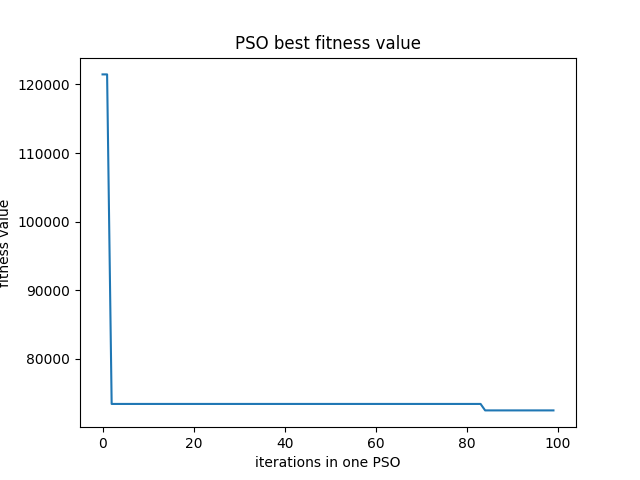 PSO best fitness value
fitness value
120000
110000
100000
90000
80000
0 20 40 60 80 100
iterations in one PSO